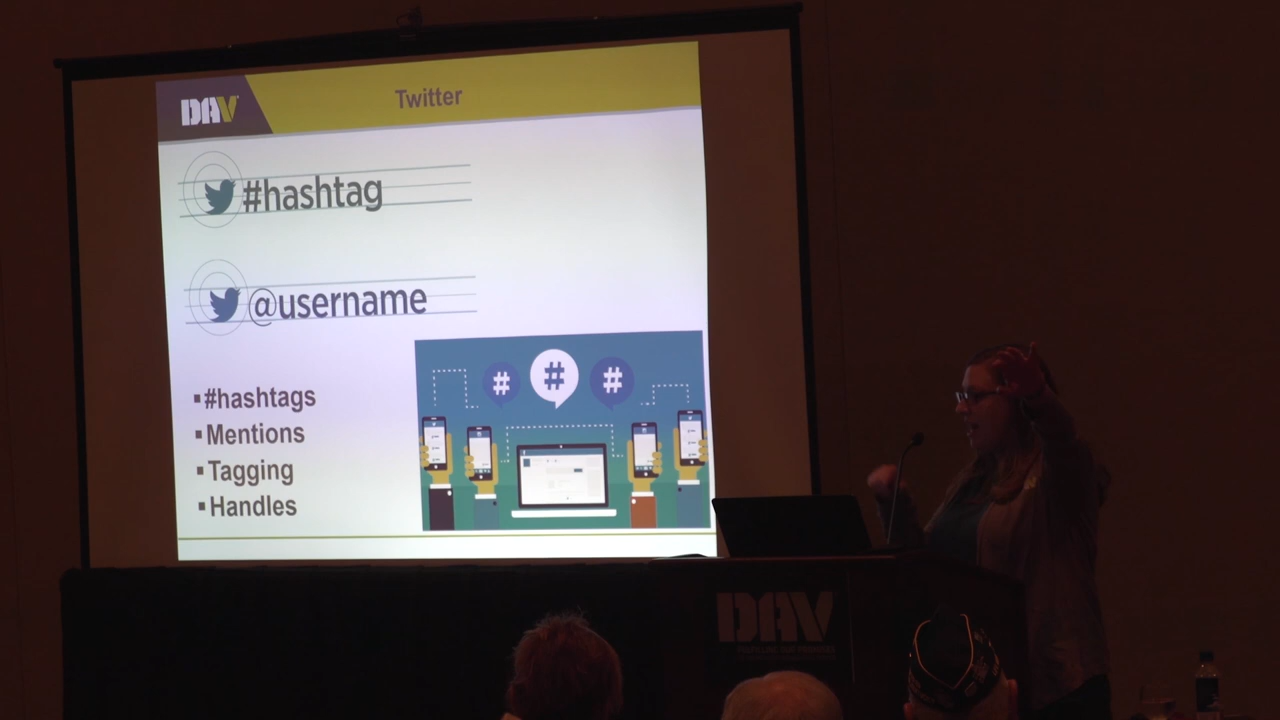 DAV
Twitter
#hashtag
@username
▪#hashtags
▪Mentions
▪Tagging
▪Handles
# # #
DAV